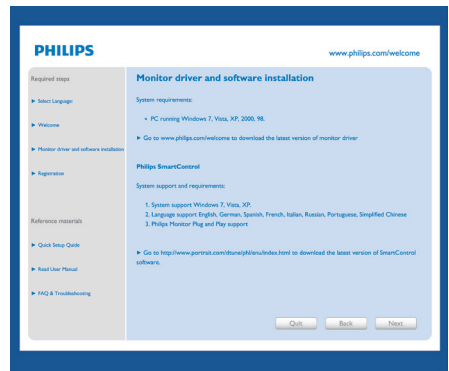 PHILIPS
www.philips.com/welcome
Required steps
Select Language:
Welcome
Monitor driver and software installation
Registration
Reference materials
Quick Setup Quide
Read User Manual
FAQ & Troubleshooting
Monitor driver and software installation
System requirements:
• PC running Windows 7, Vista, XP, 2000, 98.
Go to www.philips.com/welcome to download the latest version of monitor driver
Philips SmartControl
System support and requirements:
1. System support Windows 7, Vista, XP.
2. Language support English, German, Spanish, French, Italian, Russian, Portuguese, Simplified Chinese
3. Philips Monitor Plug and Play support
Go to http://www.portrait.com/dtune/phl/enu/index.html to download the latest version of SmartControl
software.
Quit Back Next